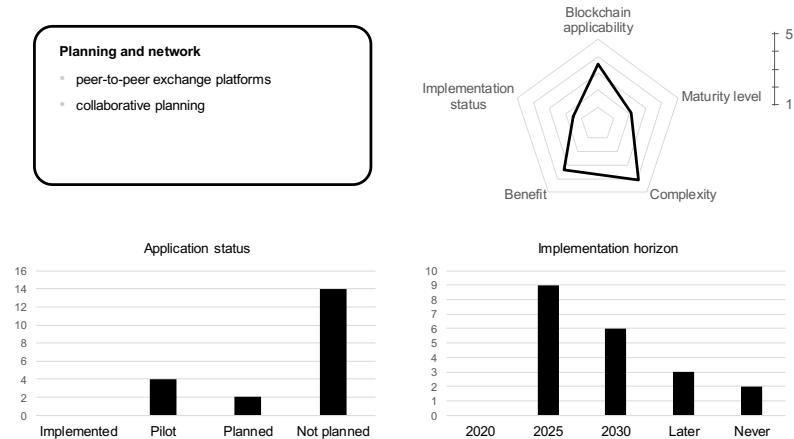 Planning and network
peer-to-peer exchange platforms
collaborative planning
Blockchain
applicability
5
Implementation
status
Maturity level
1
Benefit
Complexity
Application status
16
14
12
10
8
6
4
2
0
Implemented Pilot Planned Not planned
Implementation horizon
10
9
8
7
6
5
4
3
2
1
0
2020 2025 2030 Later Never